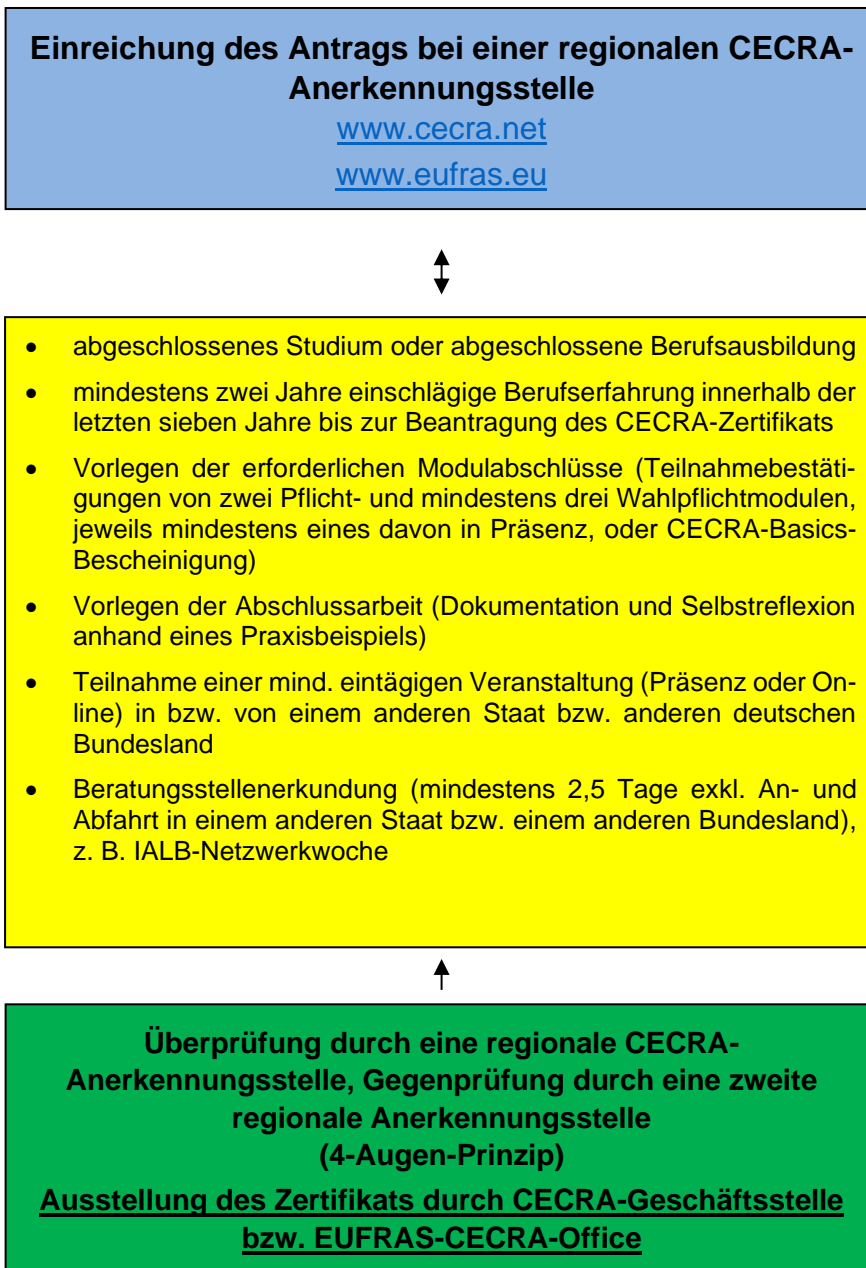 Einreichung des Antrags bei einer regionalen CECRA-
Anerkennungsstelle
www.cecra.net
www.eufras.eu
• abgeschlossenes Studium oder abgeschlossene Berufsausbildung
• mindestens zwei Jahre einschlägige Berufserfahrung innerhalb der
letzten sieben Jahre bis zur Beantragung des CECRA-Zertifikats
• Vorlegen der erforderlichen Modulabschlüsse (Teilnahmebestäti-
gungen von zwei Pflicht- und mindestens drei Wahlpflichtmodulen,
jeweils mindestens eines davon in Präsenz, oder CECRA-Basics-
Bescheinigung)
• Vorlegen der Abschlussarbeit (Dokumentation und Selbstreflexion
anhand eines Praxisbeispiels)
• Teilnahme einer mind. eintägigen Veranstaltung (Präsenz oder On-
line) in bzw. von einem anderen Staat bzw. anderen deutschen
Bundesland
• Beratungsstellenerkundung (mindestens 2,5 Tage exkl. An- und
Abfahrt in einem anderen Staat bzw. einem anderen Bundesland),
z. B. IALB-Netzwerkwoche
Überprüfung durch eine regionale CECRA-
Anerkennungsstelle, Gegenprüfung durch eine zweite
regionale Anerkennungsstelle
(4-Augen-Prinzip)
Ausstellung des Zertifikats durch CECRA-Geschäftsstelle
bzw. EUFRAS-CECRA-Office